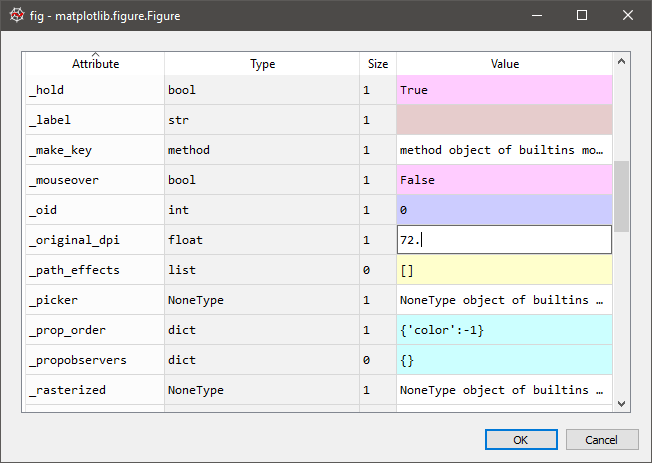 fig - matplotlib.figure.Figure
Attribute Type Size Value
_hold bool 1 True
_label str 1
_make_key method 1 method object of builtins mo…
_mouseover bool 1 False
_oid int 1 0
_original_dpi float 1 72.
_path_effects list 0 []
_picker NoneType 1 NoneType object of builtins …
_prop_order dict 1 {'color':-1}
_propobservers dict 0 {}
_rasterized NoneType 1 NoneType object of builtins …
OK Cancel